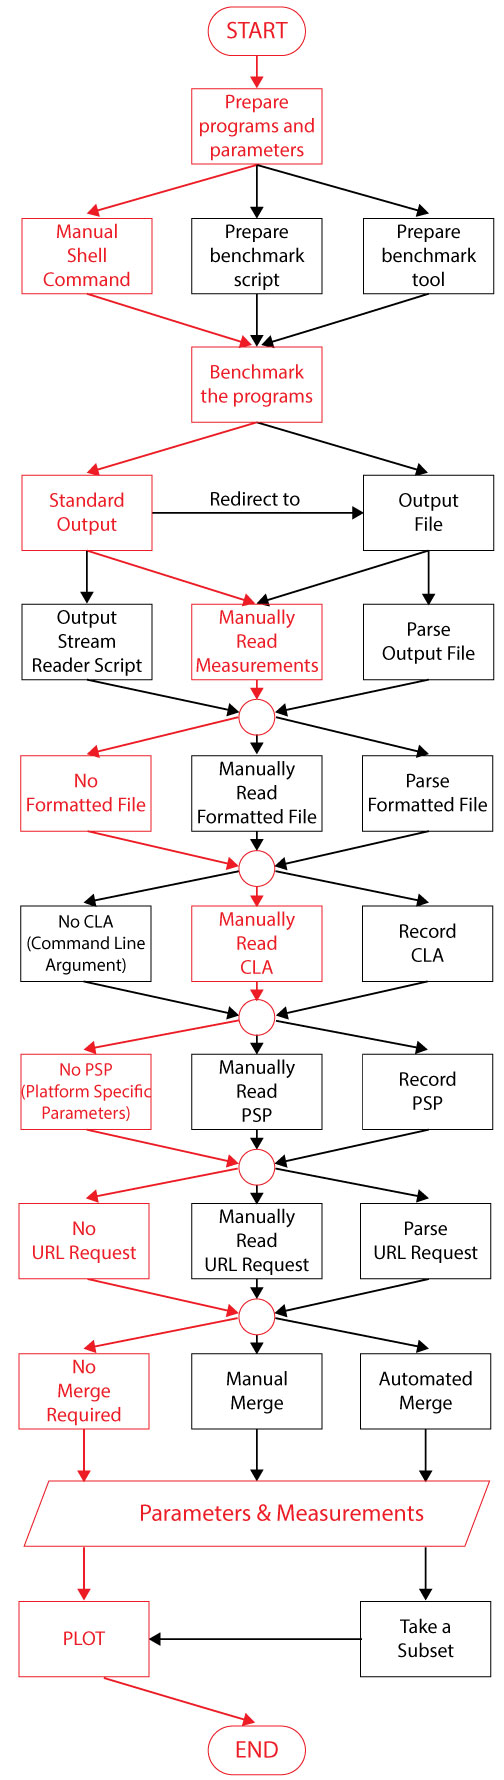 START
Prepare
programs and
parameters
Manual
Shell
Command
Prepare
benchmark
script
Prepare
benchmark
tool
Benchmark
the programs
Standard
Output
Redirect to
Output
File
Output
Stream
Reader Script
Manually
Read
Measurements
Parse
Output File
No
Formatted File
Manually
Read
Formatted File
Parse
Formatted File
No CLA
(Command Line
Argument)
Manually
Read
CLA
Record
CLA
No PSP
(Platform Specific
Parameters)
Manually
Read
PSP
Record
PSP
No
URL Request
Manually
Read
URL Request
Parse
URL Request
No
Merge
Required
Manual
Merge
Automated
Merge
Parameters & Measurements
PLOT
Take a
Subset
END